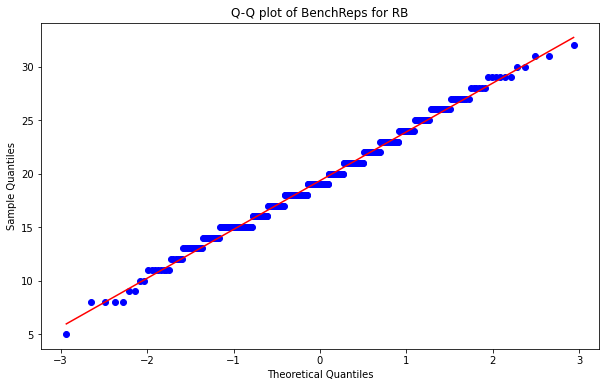 Q-Q plot of BenchReps for RB
30
25
20
15
10
5
Sample Quantiles
−3 −2 −1 0 1 2 3
Theoretical Quantiles